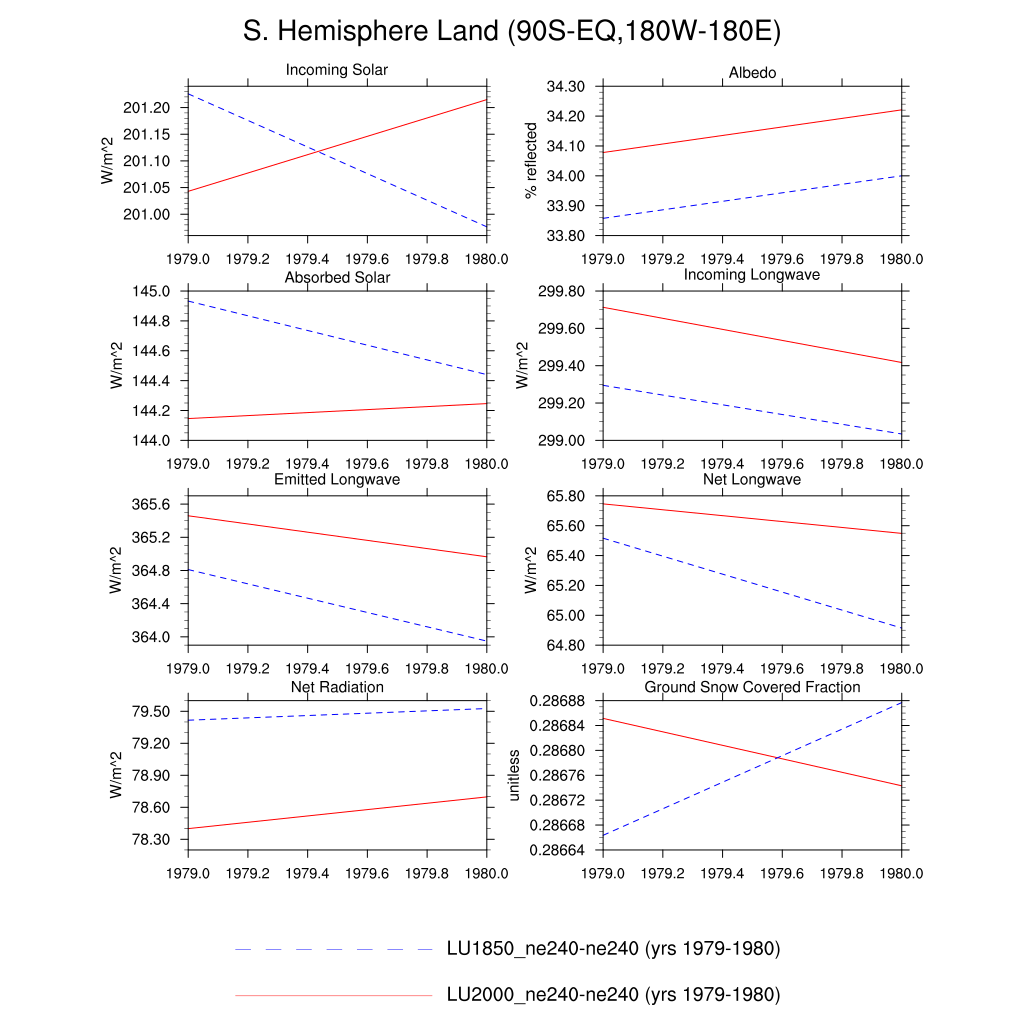 S. Hemisphere Land (90S-EQ,180W-180E)
Incoming Solar
W/m^2
201.20
201.15
201.10
201.05
201.00
1979.0 1979.2 1979.4 1979.6 1979.8 1980.0
Albedo
% reflected
34.30
34.20
34.10
34.00
33.90
33.80
1979.0 1979.2 1979.4 1979.6 1979.8 1980.0
Absorbed Solar
W/m^2
145.0
144.8
144.6
144.4
144.2
144.0
1979.0 1979.2 1979.4 1979.6 1979.8 1980.0
Incoming Longwave
W/m^2
299.80
299.60
299.40
299.20
299.00
1979.0 1979.2 1979.4 1979.6 1979.8 1980.0
Emitted Longwave
W/m^2
365.6
365.2
364.8
364.4
364.0
1979.0 1979.2 1979.4 1979.6 1979.8 1980.0
Net Longwave
W/m^2
65.80
65.60
65.40
65.20
65.00
64.80
1979.0 1979.2 1979.4 1979.6 1979.8 1980.0
Net Radiation
W/m^2
79.50
79.20
78.90
78.60
78.30
1979.0 1979.2 1979.4 1979.6 1979.8 1980.0
Ground Snow Covered Fraction
unitless
0.28688
0.28684
0.28680
0.28676
0.28672
0.28668
0.28664
1979.0 1979.2 1979.4 1979.6 1979.8 1980.0
LU1850_ne240-ne240 (yrs 1979-1980)
LU2000_ne240-ne240 (yrs 1979-1980)